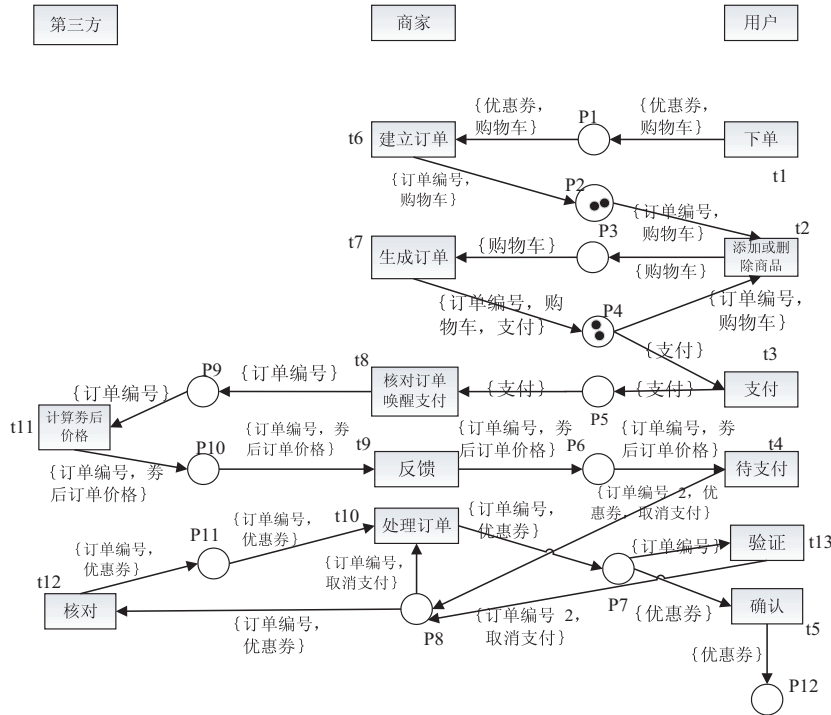 第三方
商家
用户
{优惠券，
购物车}
P1
{优惠券，
购物车}
t6
建立订单
下单
t1
{订单编号，
购物车}
P2
{订单编号，
购物车}
t2
t7
生成订单
{购物车}
P3
{购物车}
添加或删
除商品
{订单编号，购
物车，支付}
P4
{订单编号，
购物车}
{支付}
t3
t8
核对订单
唤醒支付
{支付}
P5
{支付}
支付
{订单编号}
P9
{订单编号}
t11
计算劵后
价格
{订单编号，劵
后订单价格}
P10
{订单编号，劵
后订单价格}
t9
反馈
{订单编号，劵
后订单价格}
P6
{订单编号，劵
后订单价格}
t4
待支付
{订单编号 2，优
惠券，取消支付}
t10
处理订单
{订单编号，
优惠券}
P11
{订单编号，
优惠券}
{订单编号，
优惠券}
{订单编号，
取消支付}
{订单编号}
验证
t13
t12
核对
{订单编号，
优惠券}
P8
{订单编号 2，
取消支付}
P7
{优惠券}
确认
t5
{优惠券}
P12